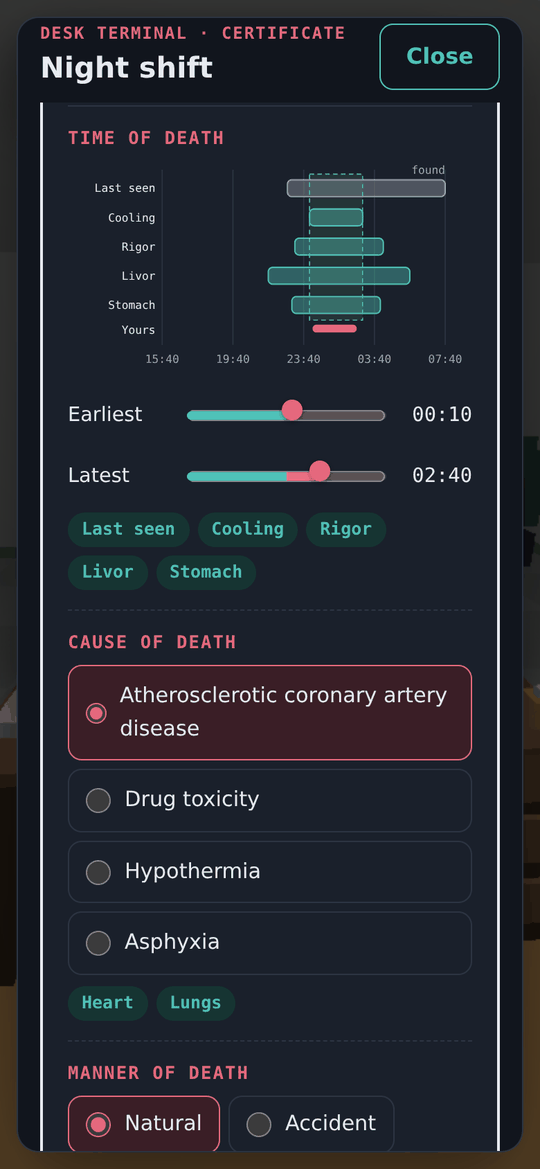 DESK TERMINAL · CERTIFICATE
Night shift
Close
TIME OF DEATH
found
Last seen
Cooling
Rigor
Livor
Stomach
Yours
15:40 19:40 23:40 03:40 07:40
Earliest 00:10
Latest 02:40
Last seen Cooling Rigor
Livor Stomach
CAUSE OF DEATH
Atherosclerotic coronary artery
disease
Drug toxicity
Hypothermia
Asphyxia
Heart Lungs
MANNER OF DEATH
Natural Accident